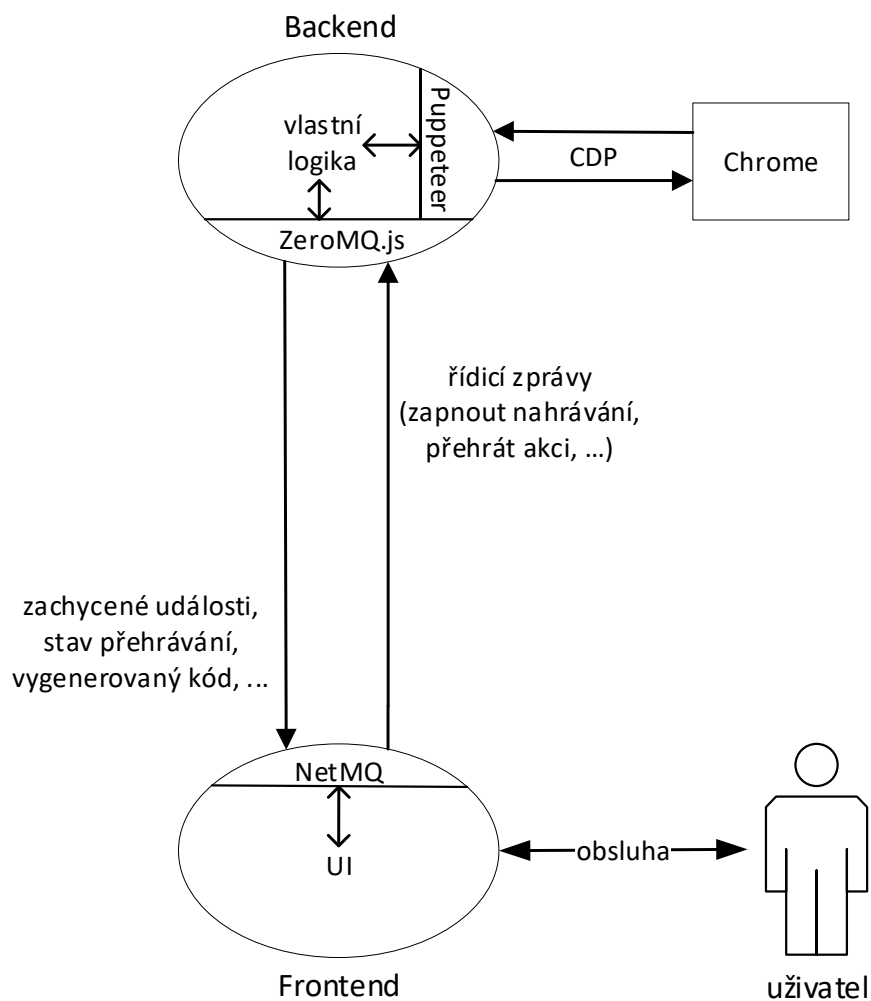 Backend
vlastní
logika
Puppeteer
ZeroMQ.js
CDP
Chrome
řídicí zprávy
(zapnout nahrávání,
přehrát akci, ...)
zachycené události,
stav přehrávání,
vygenerovaný kód, ...
NetMQ
UI
obsluha
Frontend
uživatel